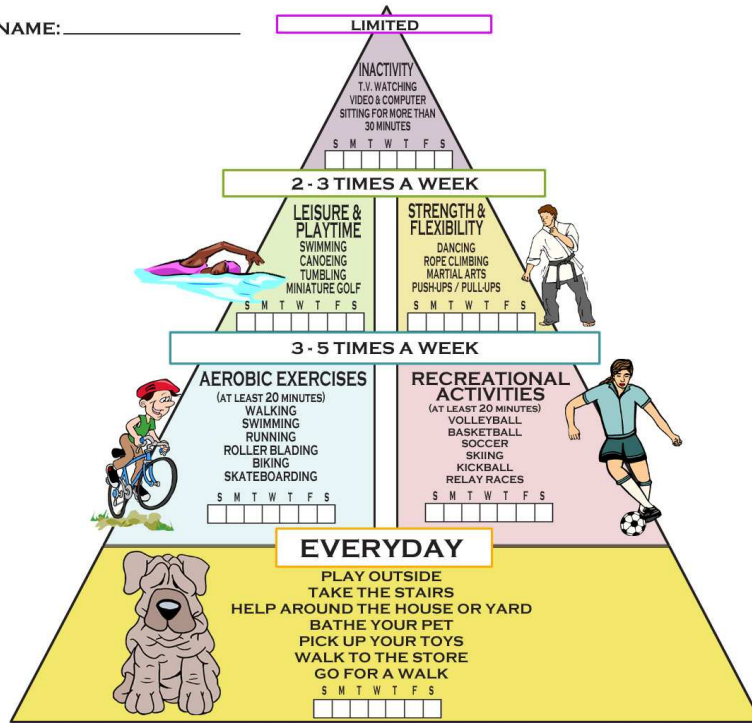 NAME:
LIMITED
INACTIVITY
T.V. WATCHING
VIDEO & COMPUTER
SITTING FOR MORE THAN
30 MINUTES
S M T W T F S
2 - 3 TIMES A WEEK
LEISURE &
PLAYTIME
SWIMMING
CANOEING
TUMBLING
MINIATURE GOLF
S M T W T F S
STRENGTH &
FLEXIBILITY
DANCING
ROPE CLIMBING
MARTIAL ARTS
PUSH-UPS / PULL-UPS
S M T W T F S
3 - 5 TIMES A WEEK
AEROBIC EXERCISES
(AT LEAST 20 MINUTES)
WALKING
SWIMMING
RUNNING
ROLLER BLADING
BIKING
SKATEBOARDING
S M T W T F S
RECREATIONAL
ACTIVITIES
(AT LEAST 20 MINUTES)
VOLLEYBALL
BASKETBALL
SOCCER
SKIING
KICKBALL
RELAY RACES
S M T W T F S
EVERYDAY
PLAY OUTSIDE
TAKE THE STAIRS
HELP AROUND THE HOUSE OR YARD
BATHE YOUR PET
PICK UP YOUR TOYS
WALK TO THE STORE
GO FOR A WALK
S M T W T F S